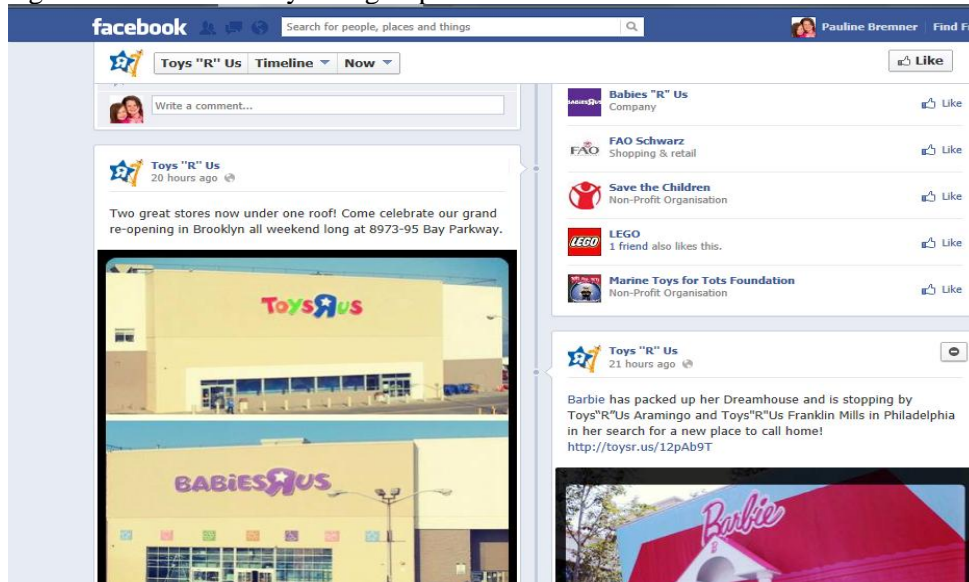 facebook
Search for people, places and things
Pauline Bremner
Find F
Toys "R" Us
Timeline
Now
Like
Write a comment...
Toys "R" Us
20 hours ago
Two great stores now under one roof! Come celebrate our grand
re-opening in Brooklyn all weekend long at 8973-95 Bay Parkway.
ToysRus
BABIESRUS
BABIESRUS
Babies "R" Us
Company
Like
FAO
FAO Schwarz
Shopping & retail
Like
Save the Children
Non-Profit Organisation
Like
LEGO
LEGO
1 friend also likes this.
Like
Marine Toys for Tots Foundation
Non-Profit Organisation
Like
Toys "R" Us
21 hours ago
Barbie has packed up her Dreamhouse and is stopping by
Toys"R"Us Aramingo and Toys"R"Us Franklin Mills in Philadelphia
in her search for a new place to call home!
http://toysr.us/12pAb9T
Barbie